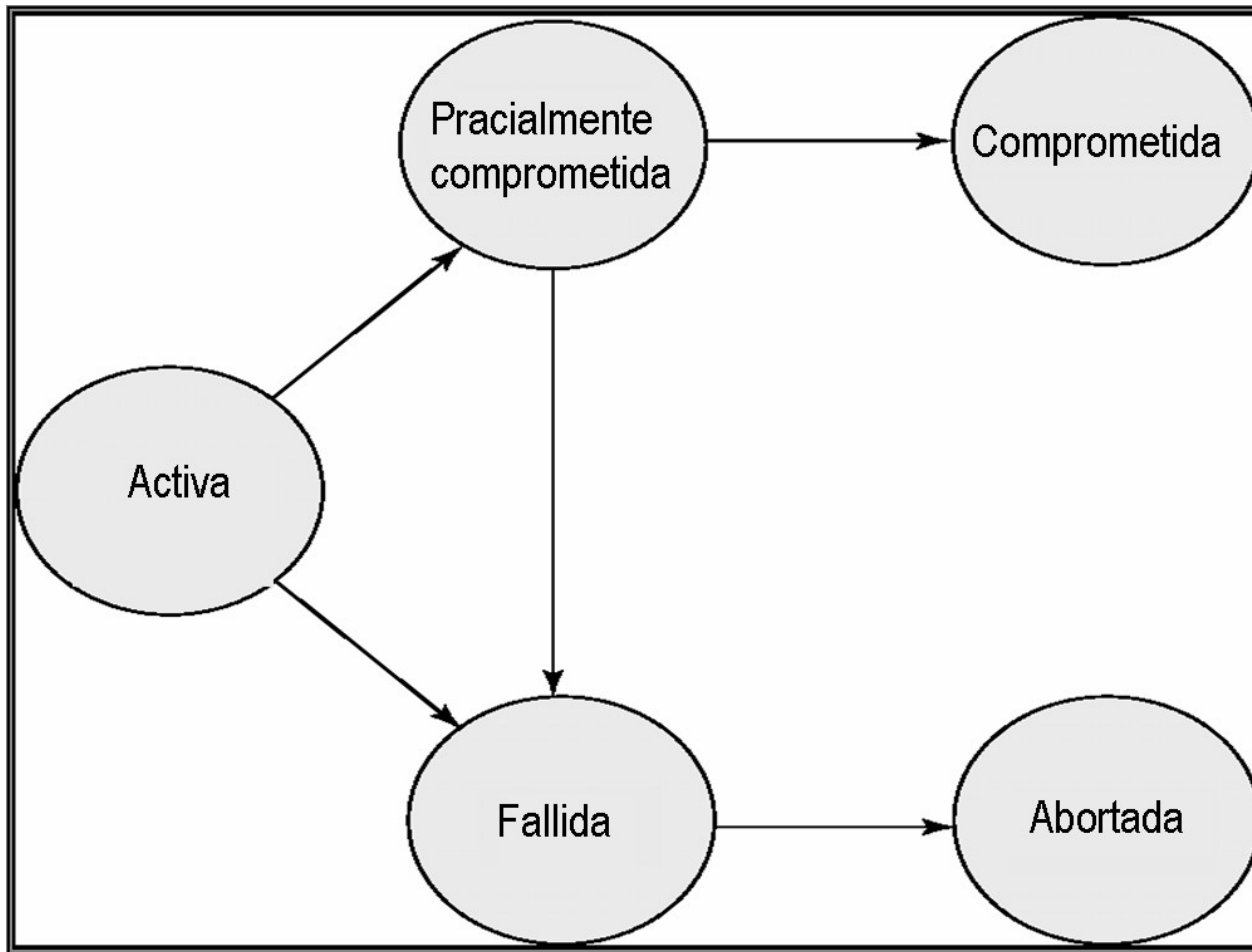 Pracialmente
comprometida
Comprometida
Activa
Fallida
Abortada